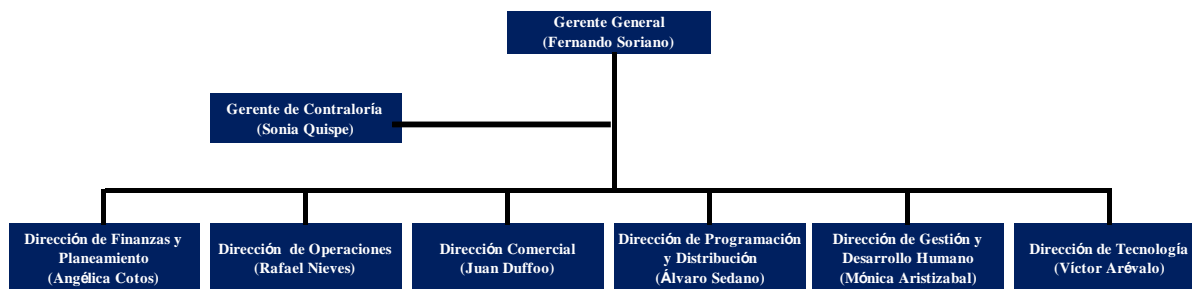 Gerente General
(Fernando Soriano)
Gerente de Contraloría
(Sonia Quispe)
Dirección de Finanzas y
Planeamiento
(Angélica Cotos)
Dirección de Operaciones
(Rafael Nieves)
Dirección Comercial
(Juan Duffoo)
Dirección de Programación
y Distribución
(Álvaro Sedano)
Dirección de Gestión y
Desarrollo Humano
(Mónica Aristizabal)
Dirección de Tecnología
(Víctor Arévalo)